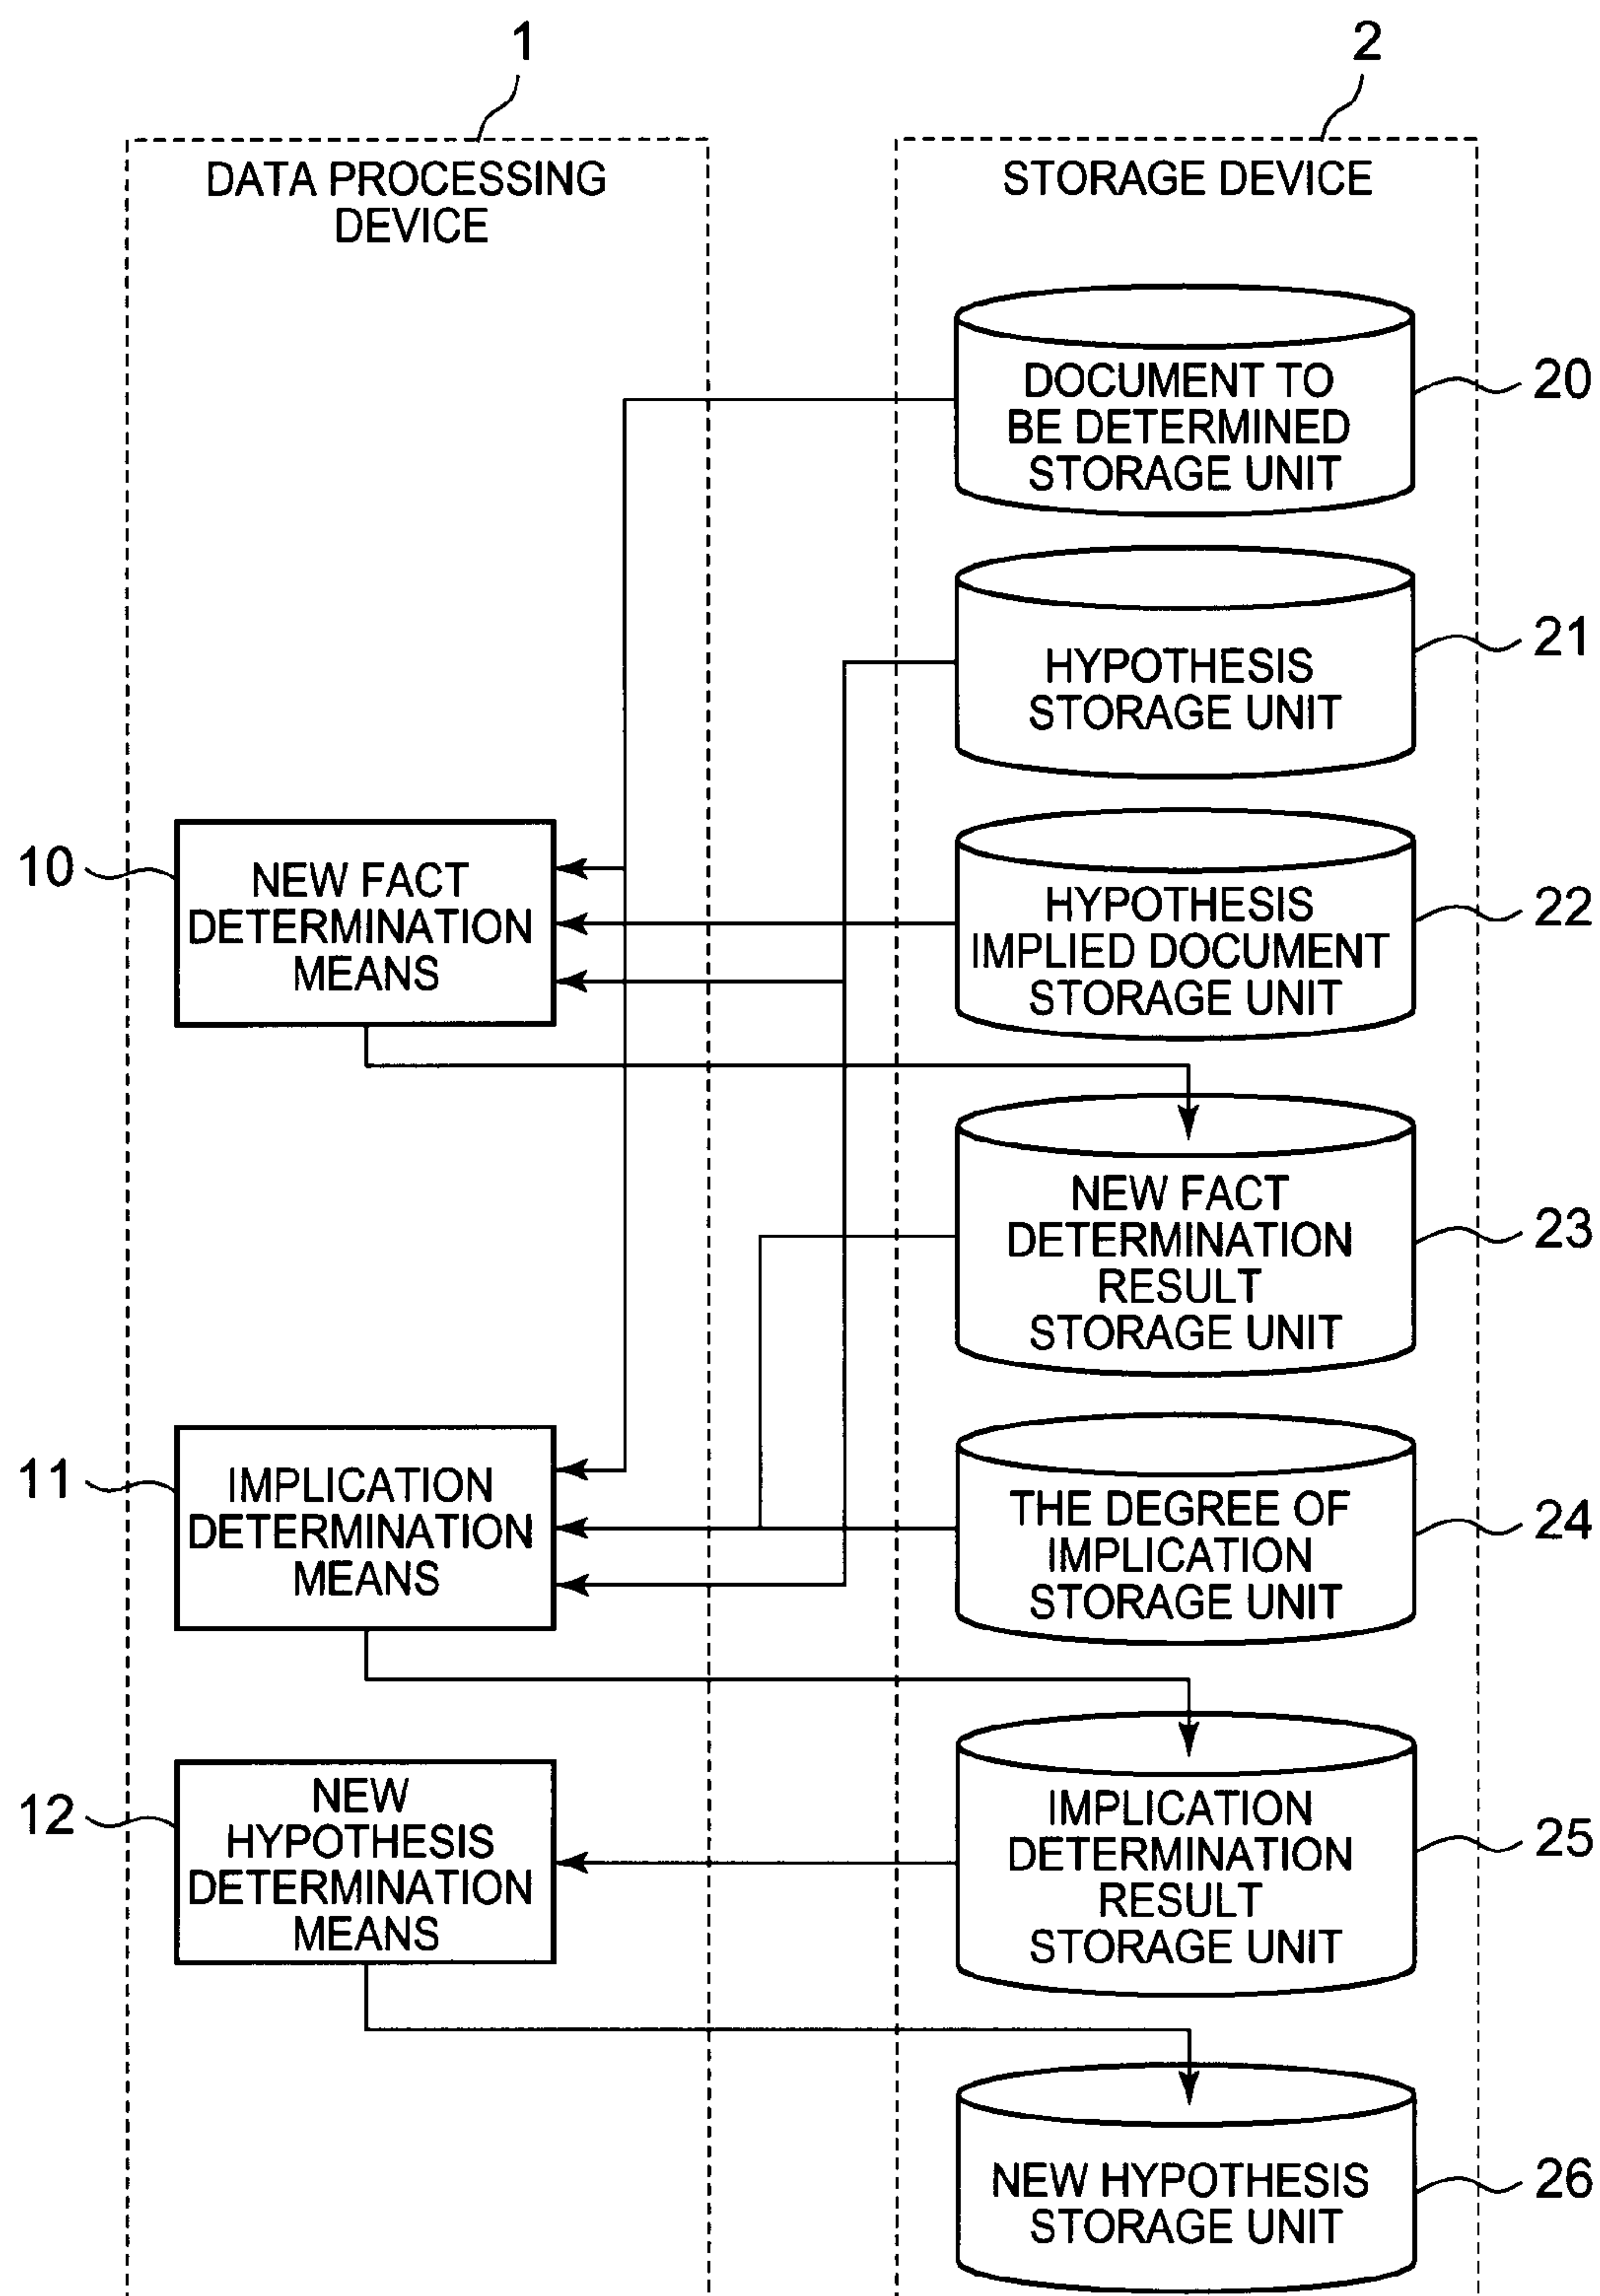 1
2
DATA PROCESSING
DEVICE
STORAGE DEVICE
DOCUMENT TO
BE DETERMINED
STORAGE UNIT
20
HYPOTHESIS
STORAGE UNIT
21
10
NEW FACT
DETERMINATION
MEANS
HYPOTHESIS
IMPLIED DOCUMENT
STORAGE UNIT
22
NEW FACT
DETERMINATION
RESULT
STORAGE UNIT
23
11
IMPLICATION
DETERMINATION
MEANS
THE DEGREE OF
IMPLICATION
STORAGE UNIT
24
12
NEW
HYPOTHESIS
DETERMINATION
MEANS
IMPLICATION
DETERMINATION
RESULT
STORAGE UNIT
25
NEW HYPOTHESIS
STORAGE UNIT
26